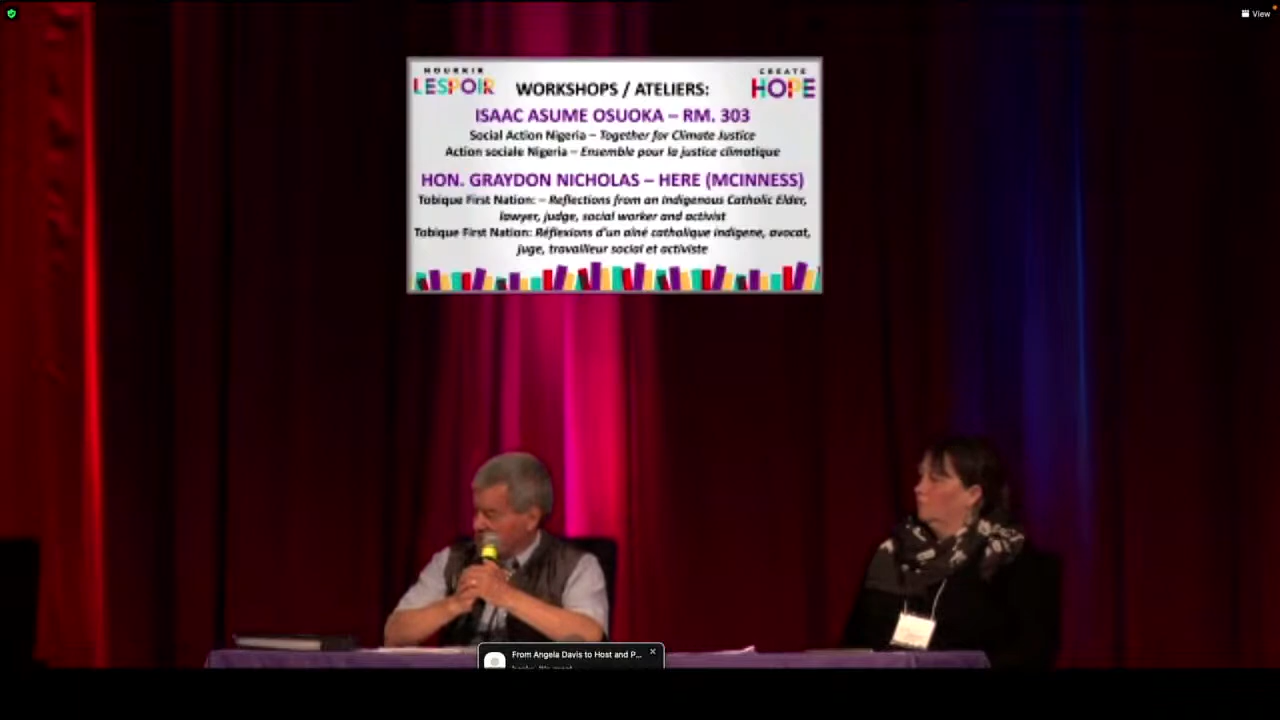 View
NOURRIR
L'ESPOIR
CREATE
HOPE
WORKSHOPS / ATELIERS:
ISAAC ASUME OSUOKA – RM. 303
Social Action Nigeria – Together for Climate Justice
Action sociale Nigeria – Ensemble pour la justice climatique
HON. GRAYDON NICHOLAS – HERE (MCINNESS)
Tobique First Nation: – Reflections from an Indigenous Catholic Elder,
lawyer, judge, social worker and activist
Tobique First Nation: Réflexions d'un aîné catholique indigene, avocat,
juge, travailleur social et activiste
From Angela Davis to Host and P...